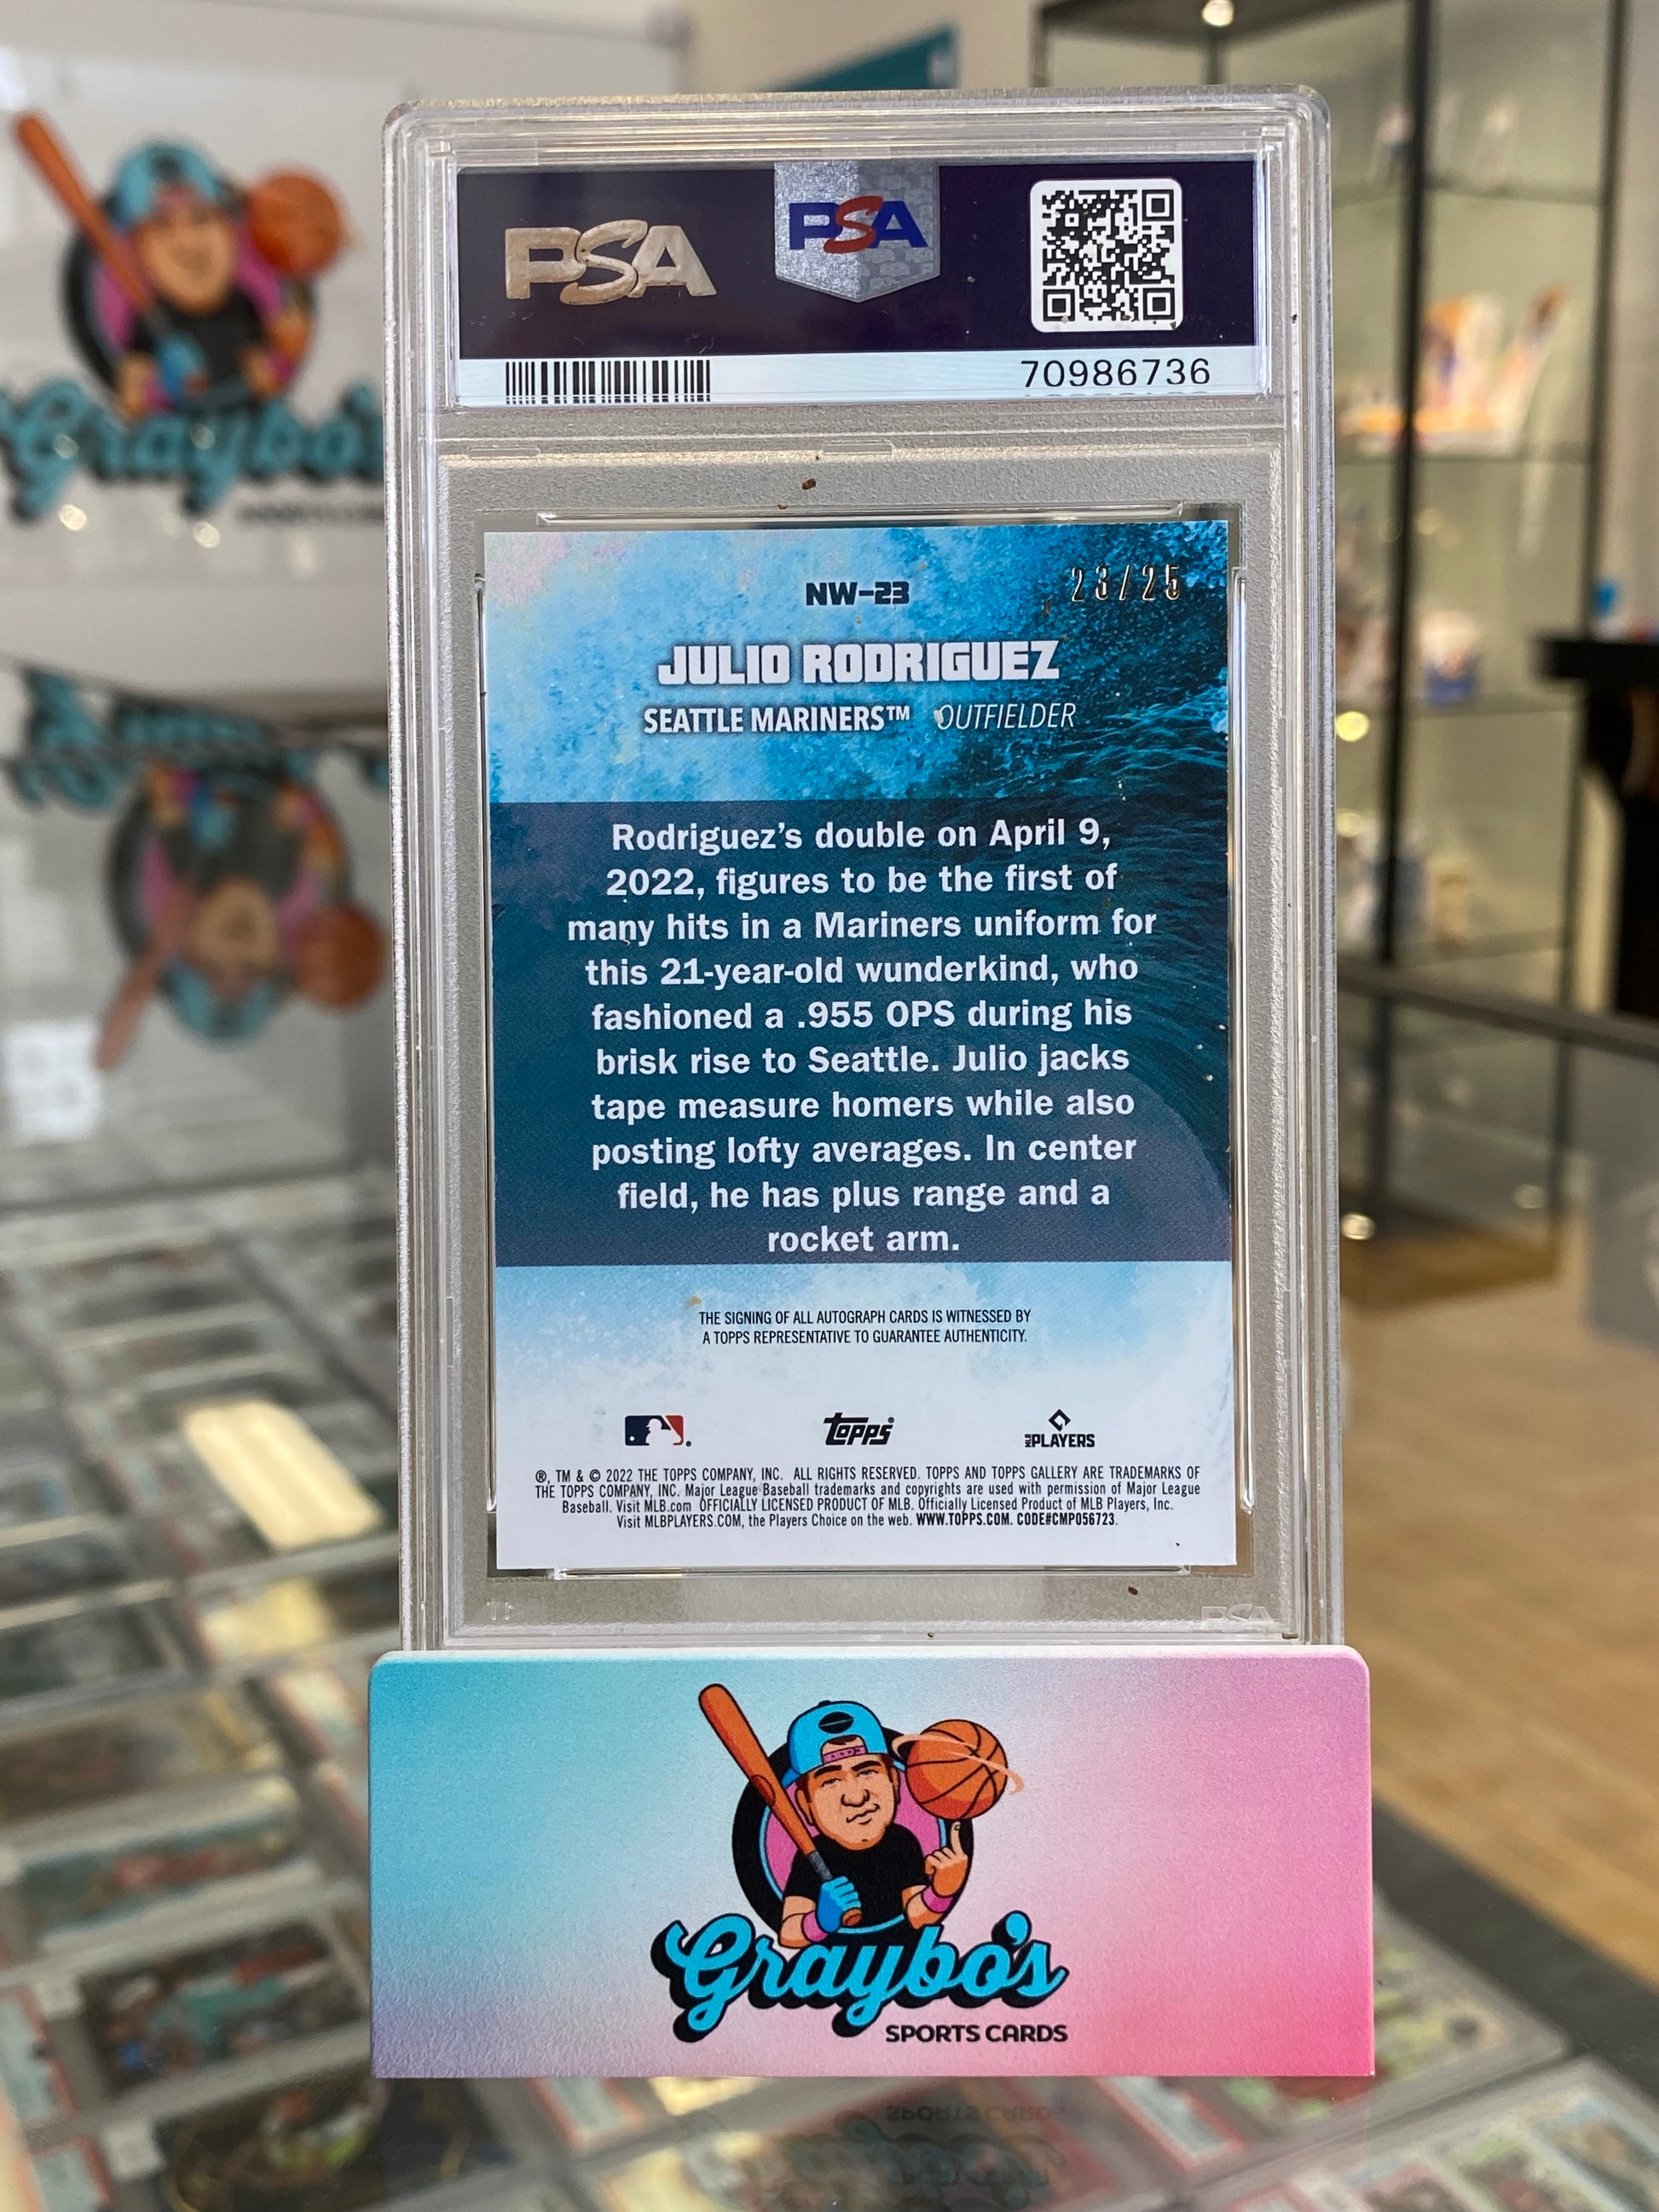 PSA
PSA
70986736
Graybo's
NW-23
23/25
JULIO RODRIGUEZ
SEATTLE MARINERS™ OUTFIELDER
Rodriguez's double on April 9,
2022, figures to be the first of
many hits in a Mariners uniform for
this 21-year-old wunderkind, who
fashioned a .955 OPS during his
brisk rise to Seattle. Julio jacks
tape measure homers while also
posting lofty averages. In center
field, he has plus range and a
rocket arm.
THE SIGNING OF ALL AUTOGRAPH CARDS IS WITNESSED BY
A TOPPS REPRESENTATIVE TO GUARANTEE AUTHENTICITY.
topps®
MLB PLAYERS
®, TM & © 2022 THE TOPPS COMPANY, INC. ALL RIGHTS RESERVED. TOPPS AND TOPPS GALLERY ARE TRADEMARKS OF
THE TOPPS COMPANY, INC. Major League Baseball trademarks and copyrights are used with permission of Major League
Baseball. Visit MLB.com OFFICIALLY LICENSED PRODUCT OF MLB. Officially Licensed Product of MLB Players, Inc.
Visit MLBPLAYERS.COM, the Players Choice on the web. WWW.TOPPS.COM. CODE#CMP056723.
PSA
Graybo's
SPORTS CARDS